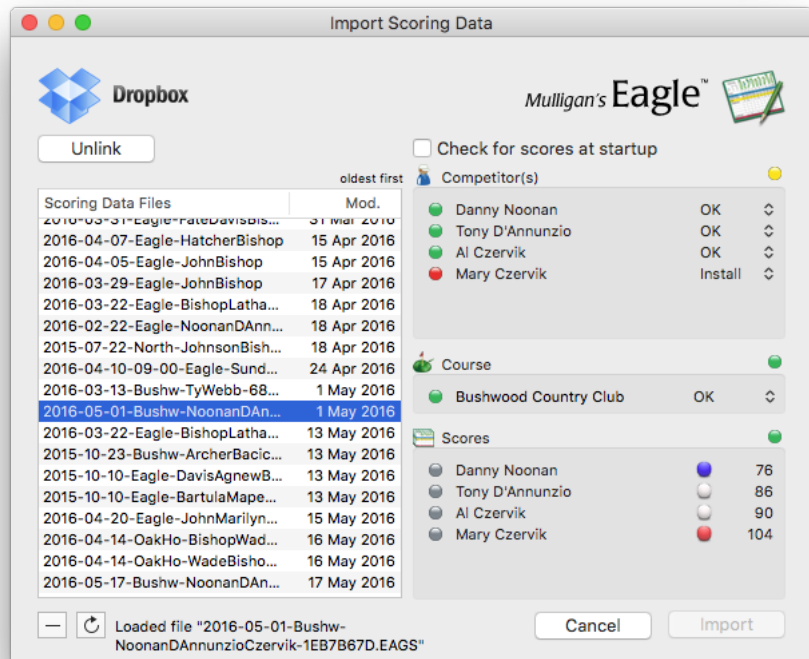 Import Scoring Data
Dropbox
Mulligan's Eagle™
Unlink
Check for scores at startup
oldest first
Competitor(s)
Scoring Data Files Mod.
2016-03-31-Eagle-PateDavisBis... 31 Mar 2016
2016-04-07-Eagle-HatcherBishop 15 Apr 2016
2016-04-05-Eagle-JohnBishop 15 Apr 2016
2016-03-29-Eagle-JohnBishop 17 Apr 2016
2016-03-22-Eagle-BishopLatha... 18 Apr 2016
2016-02-22-Eagle-NoonanDAnn... 18 Apr 2016
2015-07-22-North-JohnsonBish... 18 Apr 2016
2016-04-10-09-00-Eagle-Sund... 24 Apr 2016
2016-03-13-Bushw-TyWebb-68... 1 May 2016
2016-05-01-Bushw-NoonanDAn... 1 May 2016
2016-03-22-Eagle-BishopLatha... 13 May 2016
2015-10-23-Bushw-ArcherBacic... 13 May 2016
2015-10-10-Eagle-DavisAgnewB... 13 May 2016
2015-10-10-Eagle-BartulaMape... 13 May 2016
2016-04-20-Eagle-JohnMarilyn... 15 May 2016
2016-04-14-OakHo-BishopWad... 16 May 2016
2016-04-14-OakHo-WadeBisho... 16 May 2016
2016-05-17-Bushw-NoonanDAn... 17 May 2016
Danny Noonan OK
Tony D'Annunzio OK
Al Czervik OK
Mary Czervik Install
Course
Bushwood Country Club OK
Scores
Danny Noonan 76
Tony D'Annunzio 86
Al Czervik 90
Mary Czervik 104
Loaded file "2016-05-01-Bushw-
NoonanDAnnunzioCzervik-1EB7B67D.EAGS"
Cancel
Import